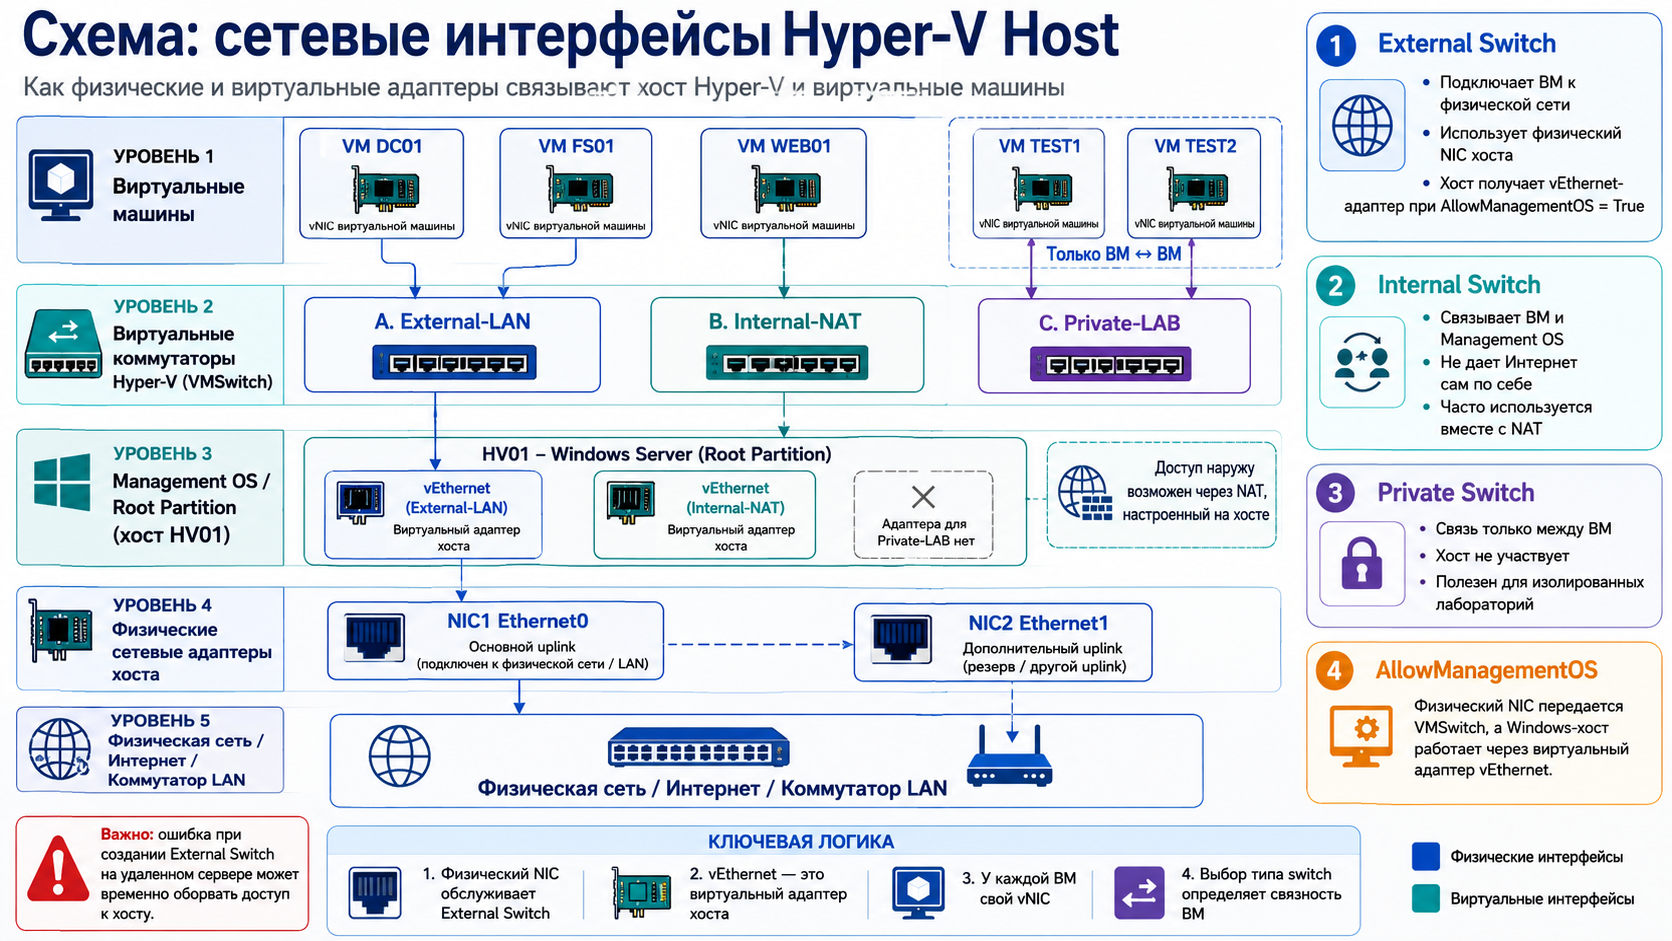 Схема: сетевые интерфейсы Hyper-V Host
Как физические и виртуальные адаптеры связывают хост Hyper-V и виртуальные машины
УРОВЕНЬ 1
Виртуальные
машины
VM DC01
vNIC виртуальной машины
VM FS01
vNIC виртуальной машины
VM WEB01
vNIC виртуальной машины
VM TEST1
vNIC виртуальной машины
VM TEST2
vNIC виртуальной машины
Только ВМ ↔ ВМ
УРОВЕНЬ 2
Виртуальные
коммутаторы
Hyper-V (VMSwitch)
A. External-LAN
B. Internal-NAT
C. Private-LAB
УРОВЕНЬ 3
Management OS /
Root Partition
(хост HV01)
HV01 – Windows Server (Root Partition)
vEthernet
(External-LAN)
Виртуальный адаптер
хоста
vEthernet
(Internal-NAT)
Виртуальный адаптер
хоста
Адаптера для
Private-LAB нет
Доступ наружу
возможен через NAT,
настроенный на хосте
УРОВЕНЬ 4
Физические
сетевые адаптеры
хоста
NIC1 Ethernet0
Основной uplink
(подключен к физической сети / LAN)
NIC2 Ethernet1
Дополнительный uplink
(резерв / другой uplink)
УРОВЕНЬ 5
Физическая сеть /
Интернет /
Коммутатор LAN
Физическая сеть / Интернет / Коммутатор LAN
Важно: ошибка при
создании External Switch
на удаленном сервере может
временно оборвать доступ
к хосту.
КЛЮЧЕВАЯ ЛОГИКА
1. Физический NIC
обслуживает
External Switch
2. vEthernet — это
виртуальный адаптер
хоста
3. У каждой ВМ
свой vNIC
4. Выбор типа switch
определяет связность
ВМ
1 External Switch
• Подключает ВМ к
физической сети
• Использует физический
NIC хоста
• Хост получает vEthernet-
адаптер при AllowManagementOS = True
2 Internal Switch
• Связывает ВМ и
Management OS
• Не дает Интернет
сам по себе
• Часто используется
вместе с NAT
3 Private Switch
• Связь только между ВМ
• Хост не участвует
• Полезен для изолированных
лабораторий
4 AllowManagementOS
Физический NIC передается
VMSwitch, а Windows-хост
работает через виртуальный
адаптер vEthernet.
Физические интерфейсы
Виртуальные интерфейсы